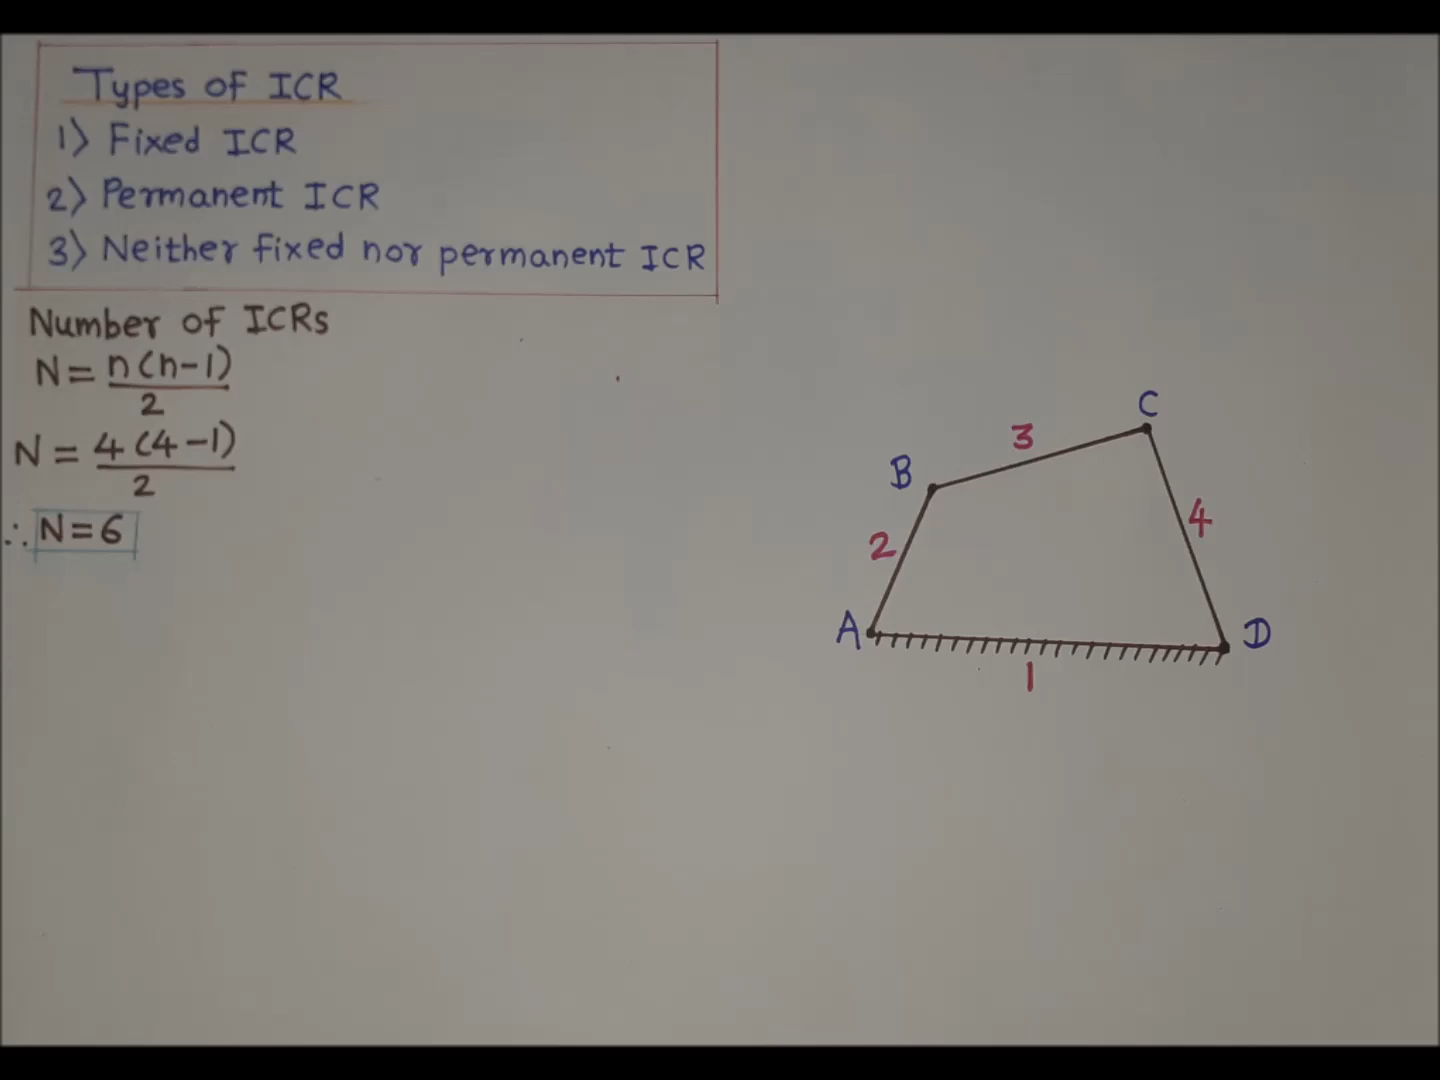 Types of ICR
1) Fixed ICR
2) Permanent ICR
3) Neither fixed nor permanent ICR
Number of ICRs
N = n(n-1)
2
N = 4(4-1)
2
∴ N=6
C
3
B
4
2
A
D
1